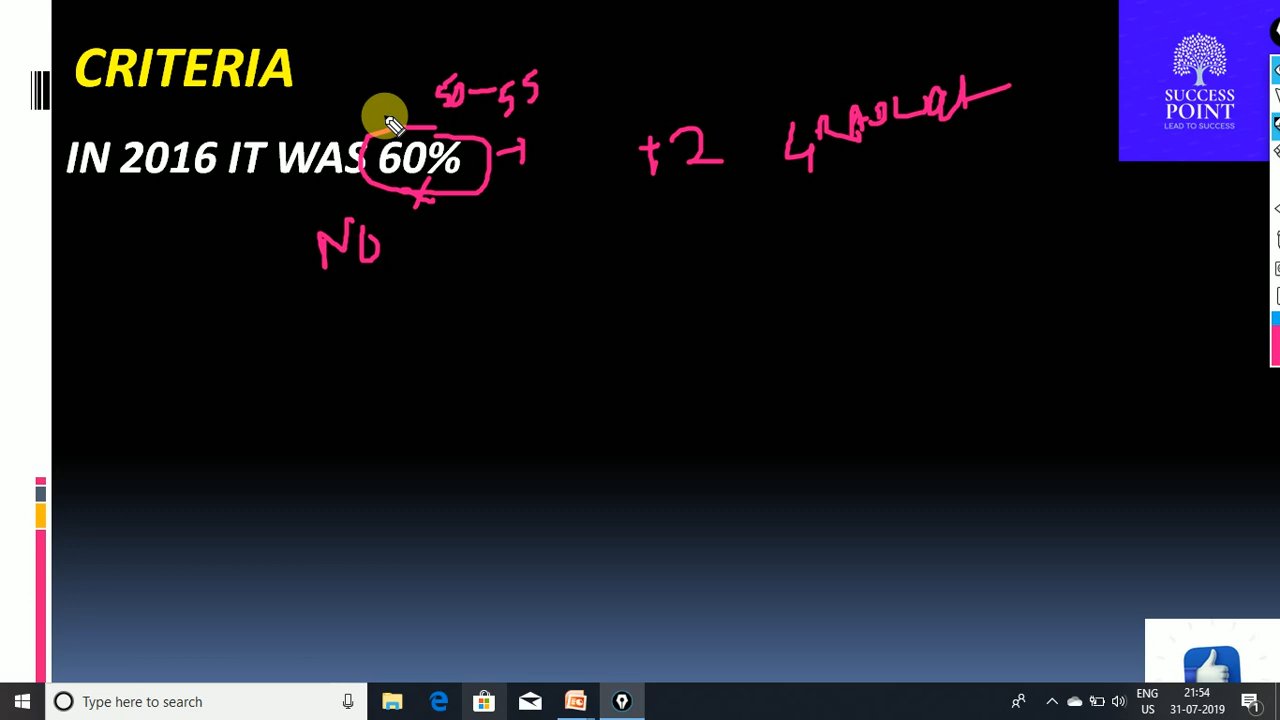 CRITERIA
50-55
IN 2016 IT WAS 60%
+2
NO
SUCCESS
POINT
LEAD TO SUCCESS
Type here to search
ENG
US
21:54
31-07-2019